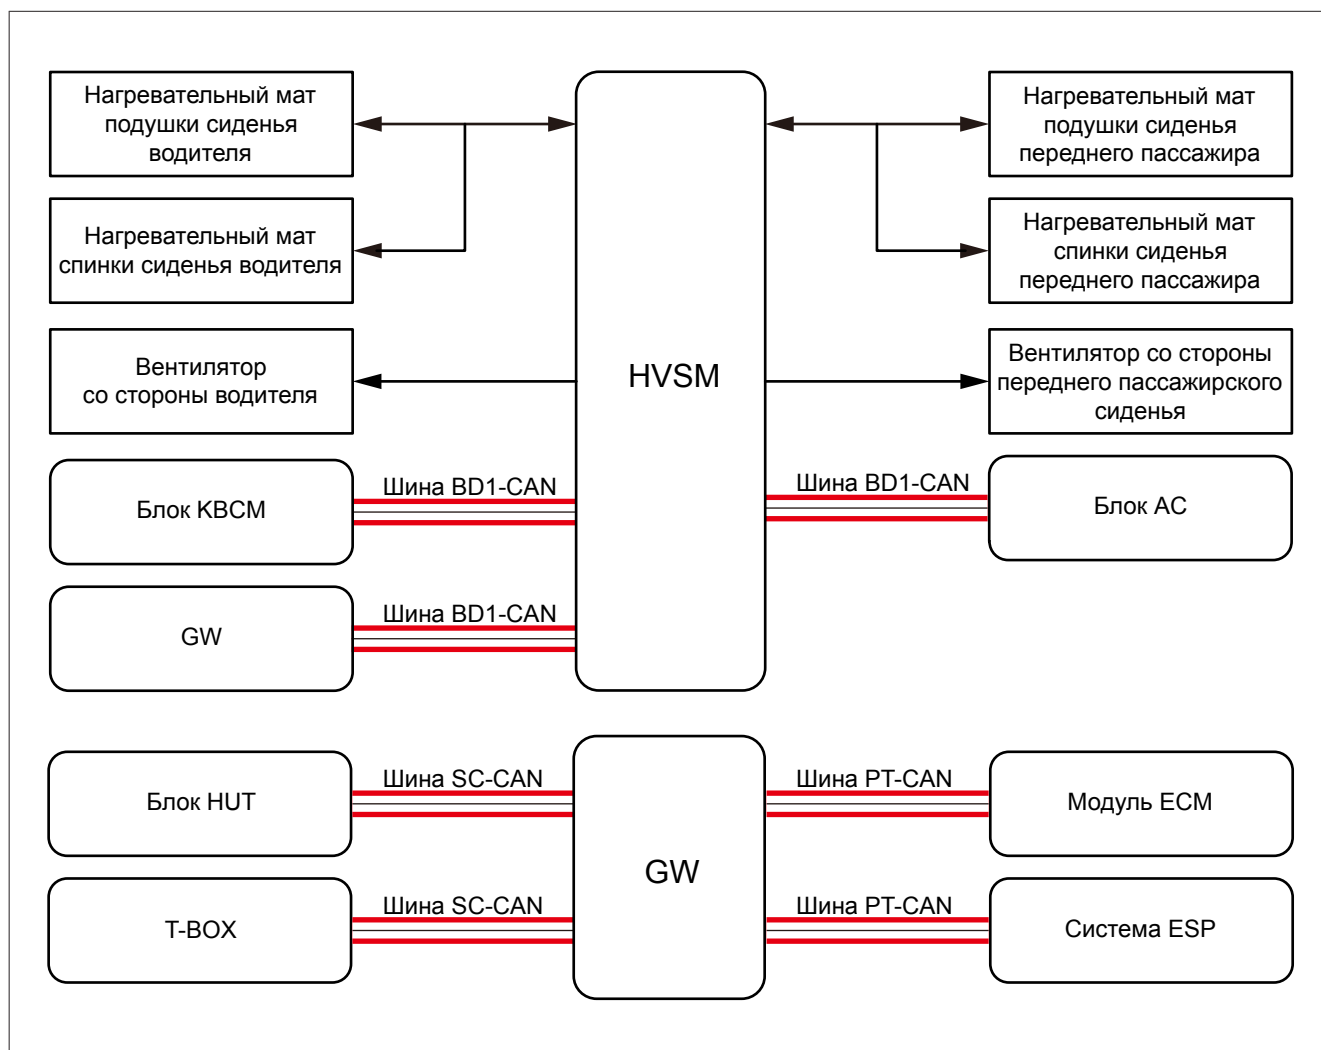 Нагревательный мат
подушки сиденья
водителя
Нагревательный мат
спинки сиденья водителя
Вентилятор
со стороны водителя
HVSM
Нагревательный мат
подушки сиденья
переднего пассажира
Нагревательный мат
спинки сиденья
переднего пассажира
Вентилятор со стороны
переднего пассажирского
сиденья
Блок KBCM
Шина BD1-CAN
Шина BD1-CAN
Блок AC
GW
Шина BD1-CAN
Блок HUT
Шина SC-CAN
GW
Шина PT-CAN
Модуль ECM
T-BOX
Шина SC-CAN
Шина PT-CAN
Система ESP